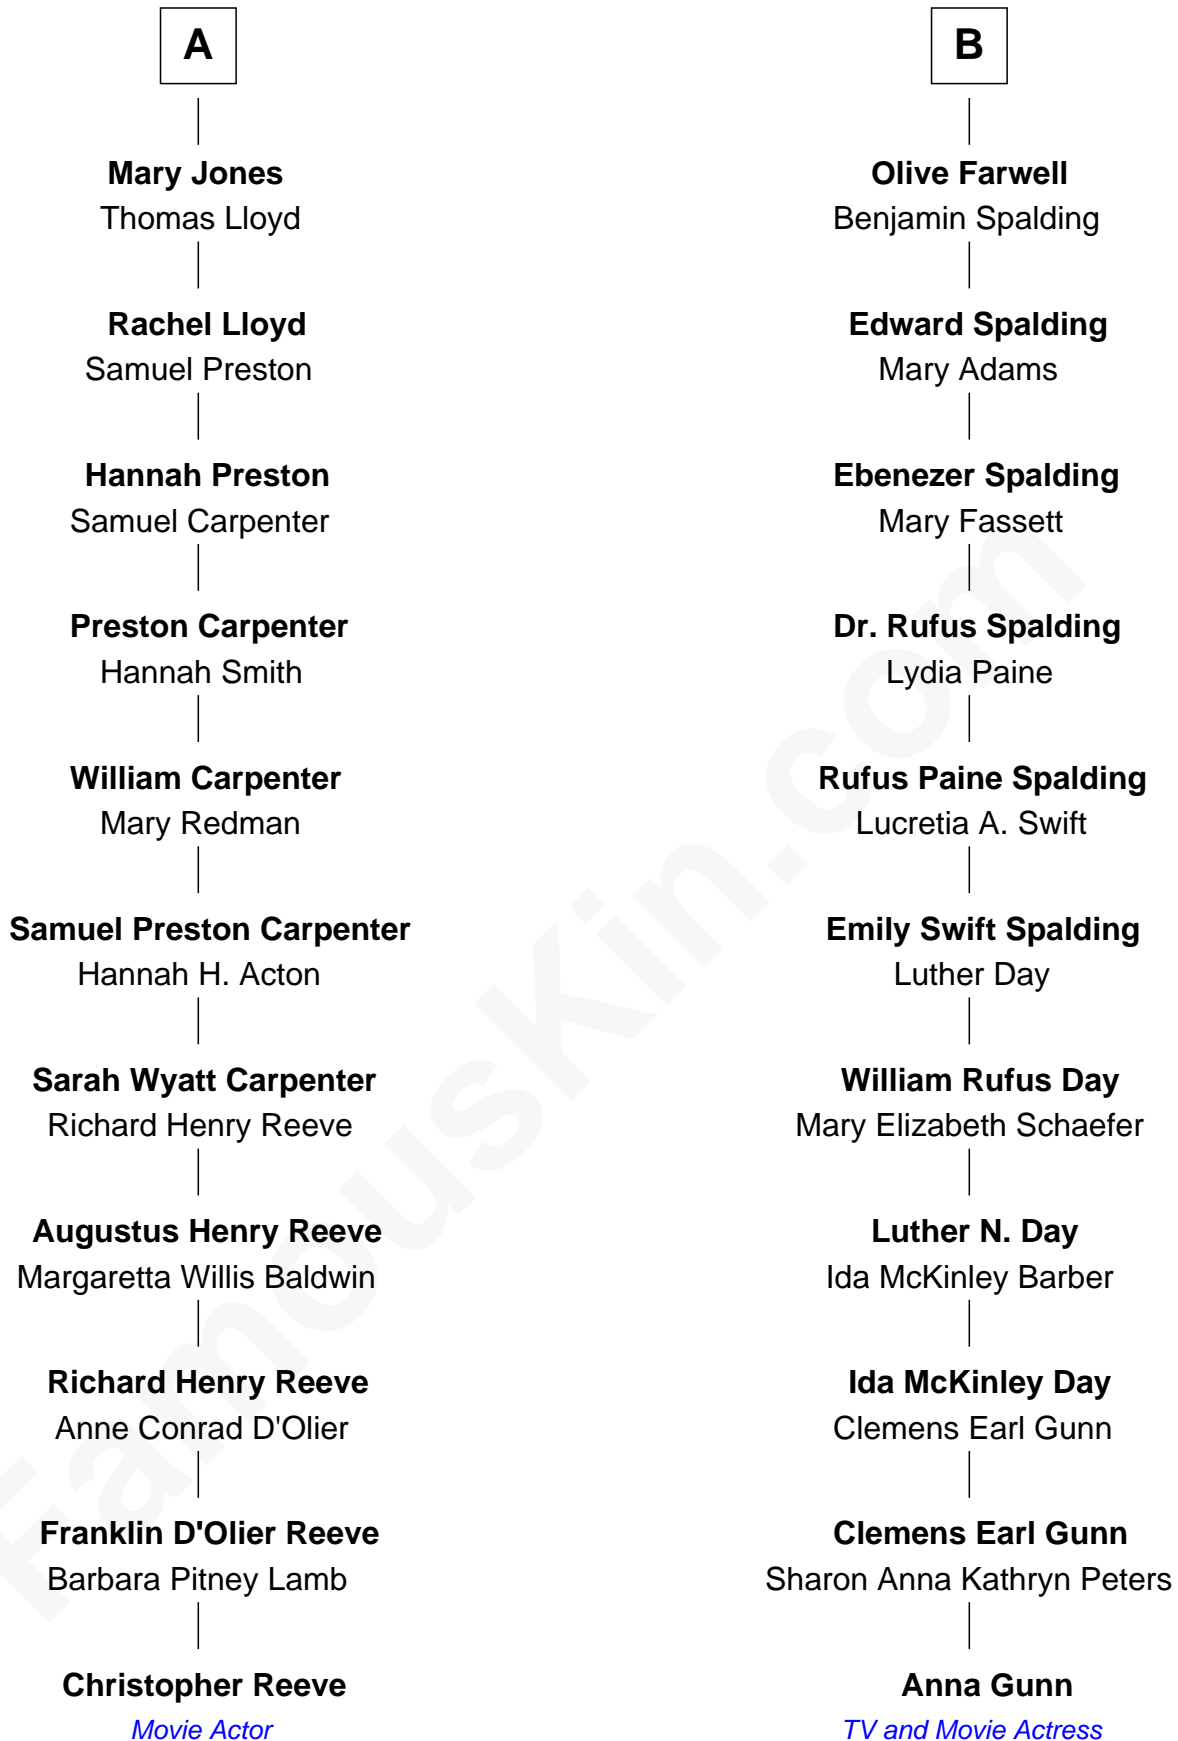 A
Mary Jones
Thomas Lloyd
Rachel Lloyd
Samuel Preston
Hannah Preston
Samuel Carpenter
Preston Carpenter
Hannah Smith
William Carpenter
Mary Redman
Samuel Preston Carpenter
Hannah H. Acton
Sarah Wyatt Carpenter
Richard Henry Reeve
Augustus Henry Reeve
Margaretta Willis Baldwin
Richard Henry Reeve
Anne Conrad D'Olier
Franklin D'Olier Reeve
Barbara Pitney Lamb
Christopher Reeve
Movie Actor
B
Olive Farwell
Benjamin Spalding
Edward Spalding
Mary Adams
Ebenezer Spalding
Mary Fassett
Dr. Rufus Spalding
Lydia Paine
Rufus Paine Spalding
Lucretia A. Swift
Emily Swift Spalding
Luther Day
William Rufus Day
Mary Elizabeth Schaefer
Luther N. Day
Ida McKinley Barber
Ida McKinley Day
Clemens Earl Gunn
Clemens Earl Gunn
Sharon Anna Kathryn Peters
Anna Gunn
TV and Movie Actress
FamousKin.com